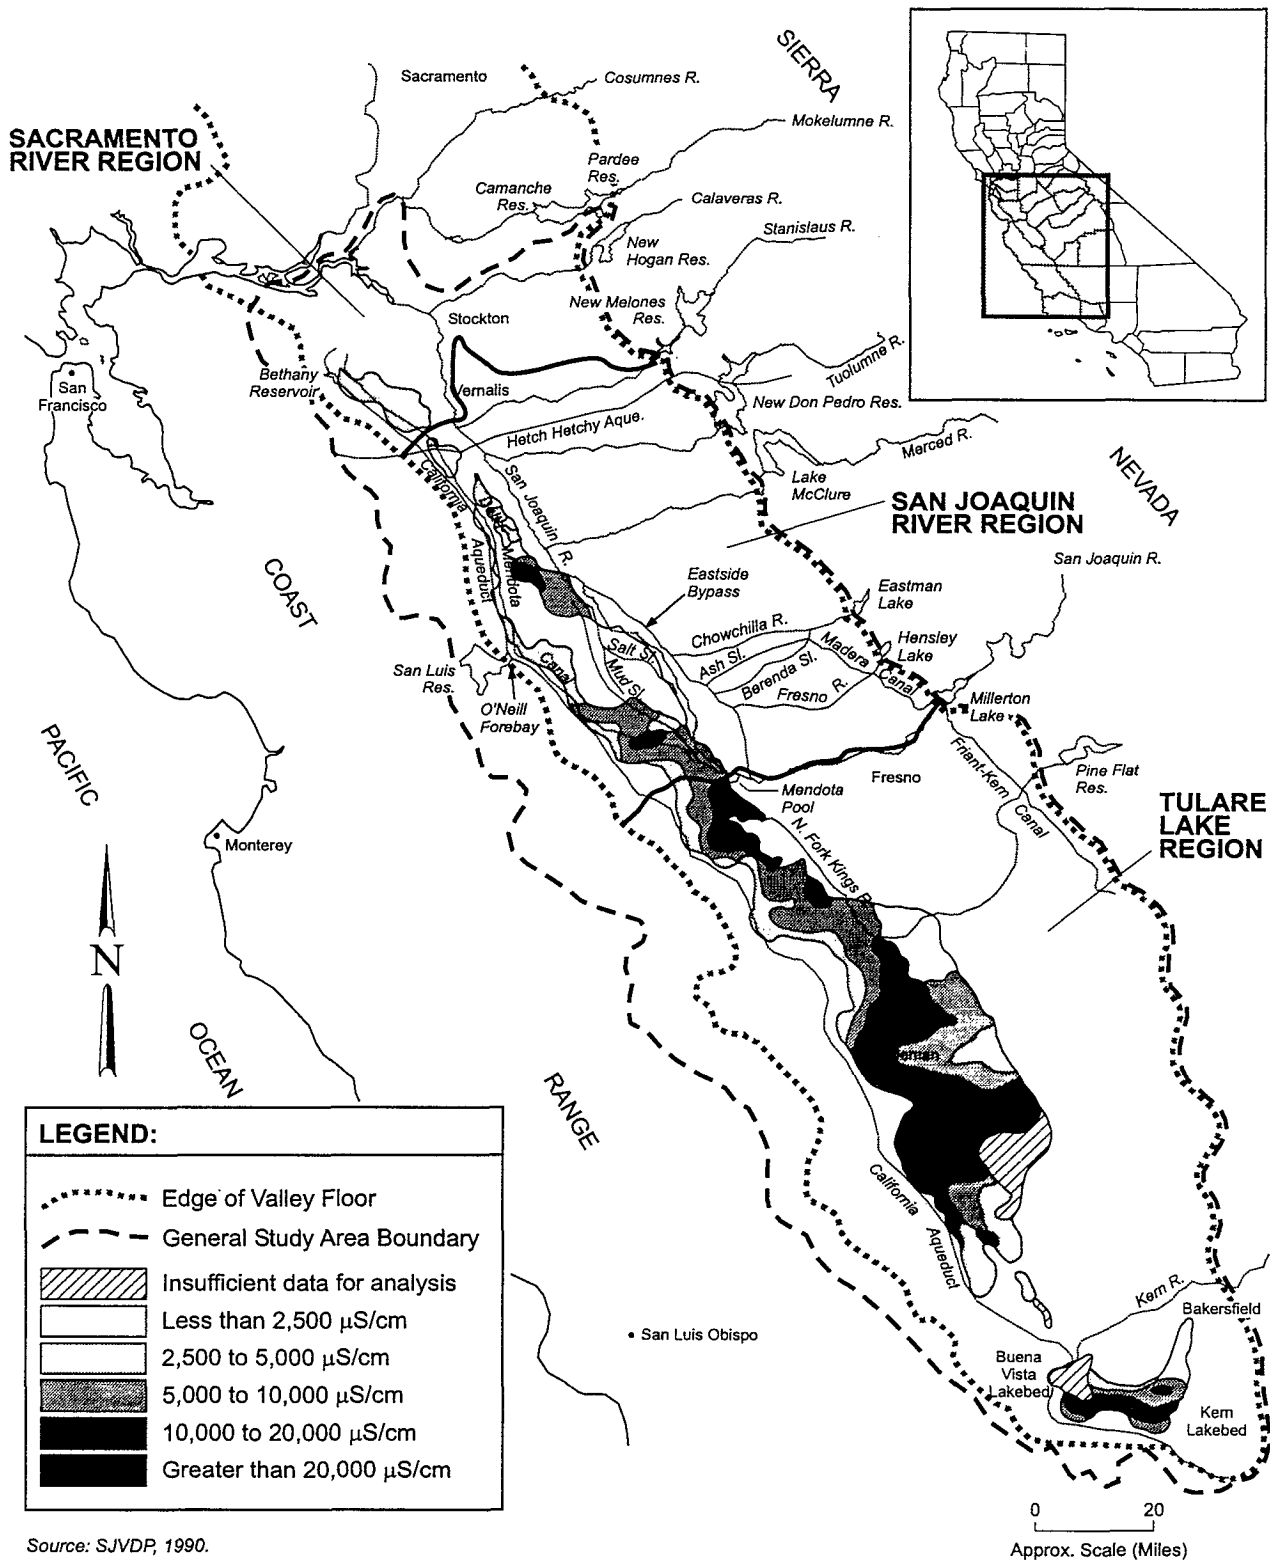 Sacramento
Cosumnes R.
SIERRA
Mokelumne R.
SACRAMENTO
RIVER REGION
Pardee
Res.
Camanche
Res.
Calaveras R.
Stanislaus R.
New
Hogan Res.
New Melones
Res.
Stockton
Tuolumne R.
Bethany
Reservoir
San
Francisco
Vernalis
New Don Pedro Res.
Hetch Hetchy Aque.
Merced R.
NEVADA
California
Aqueduct
San Joaquin R.
Lake
McClure
SAN JOAQUIN
RIVER REGION
Delta
Mendota
Canal
COAST
Eastside
Bypass
San Joaquin R.
Eastman
Lake
Chowchilla R.
Hensley
Lake
Salt Sl.
Ash Sl.
Madera
Canal
Mud Sl.
Berenda Sl.
Fresno R.
San Luis
Res.
O'Neill
Forebay
Millerton
Lake
PACIFIC
Friant-Kern
Canal
Fresno
Pine Flat
Res.
Mendota
Pool
TULARE
LAKE
REGION
N. Fork Kings R.
Monterey
N
OCEAN
RANGE
LEGEND:
Edge of Valley Floor
General Study Area Boundary
Insufficient data for analysis
Less than 2,500 μS/cm
2,500 to 5,000 μS/cm
5,000 to 10,000 μS/cm
10,000 to 20,000 μS/cm
Greater than 20,000 μS/cm
California
Aqueduct
Kern R.
Bakersfield
San Luis Obispo
Buena
Vista
Lakebed
Kern
Lakebed
0 20
Approx. Scale (Miles)
Source: SJVDP, 1990.